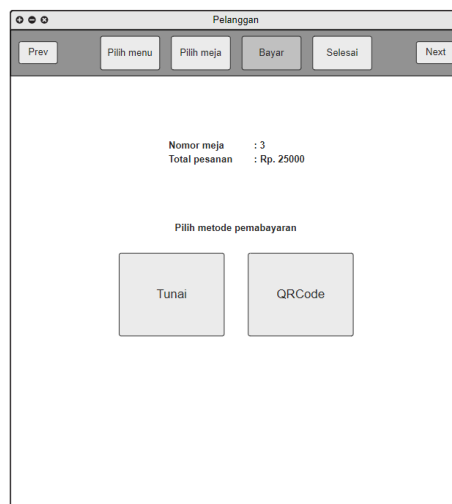 Pelanggan
Prev Pilih menu Pilih meja Bayar Selesai Next
Nomor meja : 3
Total pesanan : Rp. 25000
Pilih metode pemabayaran
Tunai QRCode